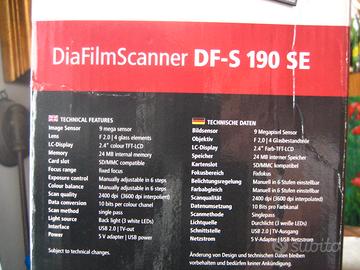 DiaFilmScanner DF-S 190 SE
TECHNICAL FEATURES
Image Sensor 9 mega sensor
Lens F 2.0 | 4 glass elements
LC-Display 2.4" colour TFT-LCD
Memory 24 MB internal memory
Card slot SD/MMC compatible
Focus range fixed focus
Exposure control Manually adjustable in 6 steps
Colour balance Manually adjustable in 6 steps
Scan quality 2400 dpi (3600 dpi interpolated)
Data conversion 10 bits per colour channel
Scan method single pass
Light source Back light (3 white LEDs)
Interface USB 2.0 | TV-out
Power 5 V adapter | USB power
Subject to technical changes.
TECHNISCHE DATEN
Bildsensor 9 Megapixel Sensor
Objektiv F 2.0 | 4 Glasbestandteile
LC-Display 2.4" Farb-TFT-LCD
Speicher 24 MB interner Speicher
Kartenslot SD/MMC kompatibel
Fokusbereich Fixfokus
Belichtungsregelung Manuell in 6 Stufen einstellbar
Farbabgleich Manuell in 6 Stufen einstellbar
Scanqualität 2400 dpi (3600 dpi interpoliert)
Datenumsetzung 10 Bits pro Farbkanal
Scanmethode Singlepass
Lichtquelle Durchlicht (3 weiße LEDs)
Schnittstelle USB 2.0 | TV-Ausgang
Netzstrom 5 V-Adapter | USB-Netzstrom
Änderung von Design und technischen Daten bleiben
vorbehalten und bedürfen keiner Ankündigung.
subito